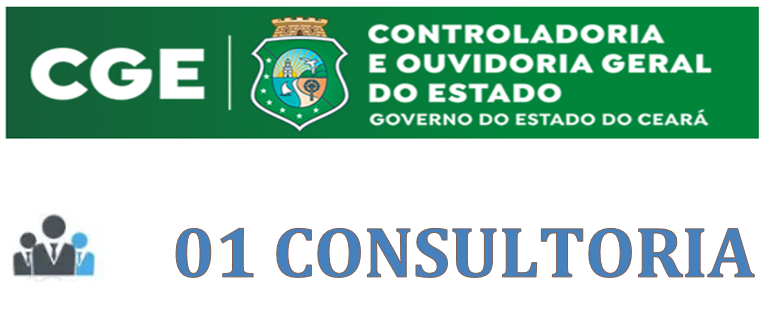 CGE
CONTROLADORIA
E OUVIDORIA GERAL
DO ESTADO
GOVERNO DO ESTADO DO CEARÁ
01 CONSULTORIA